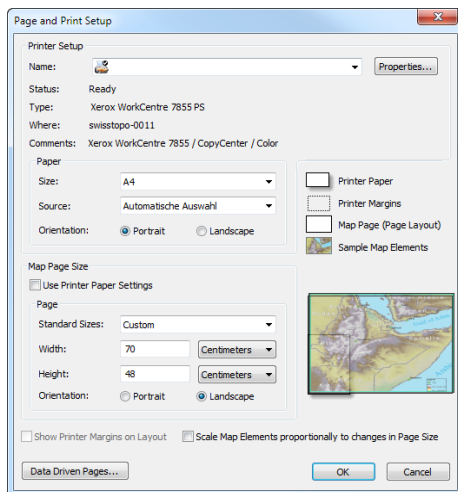 Page and Print Setup
Printer Setup
Name:
Properties...
Status: Ready
Type: Xerox WorkCentre 7855 PS
Where: swisstopo-0011
Comments: Xerox WorkCentre 7855 / CopyCenter / Color
Paper
Size: A4
Source: Automatische Auswahl
Orientation: Portrait Landscape
Printer Paper
Printer Margins
Map Page (Page Layout)
Sample Map Elements
Map Page Size
Use Printer Paper Settings
Page
Standard Sizes: Custom
Width: 70 Centimeters
Height: 48 Centimeters
Orientation: Portrait Landscape
Show Printer Margins on Layout
Scale Map Elements proportionally to changes in Page Size
Data Driven Pages...
OK
Cancel